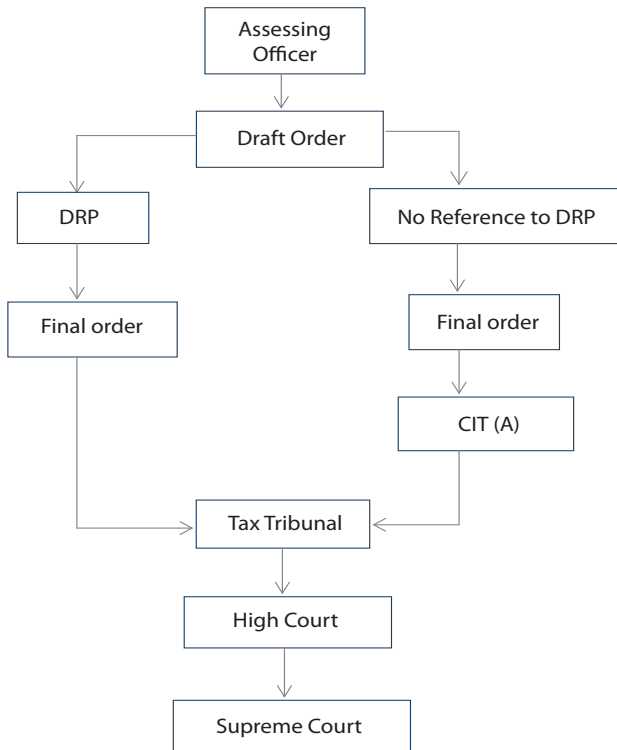 Assessing
Officer
Draft Order
DRP
No Reference to DRP
Final order
Final order
CIT (A)
Tax Tribunal
High Court
Supreme Court